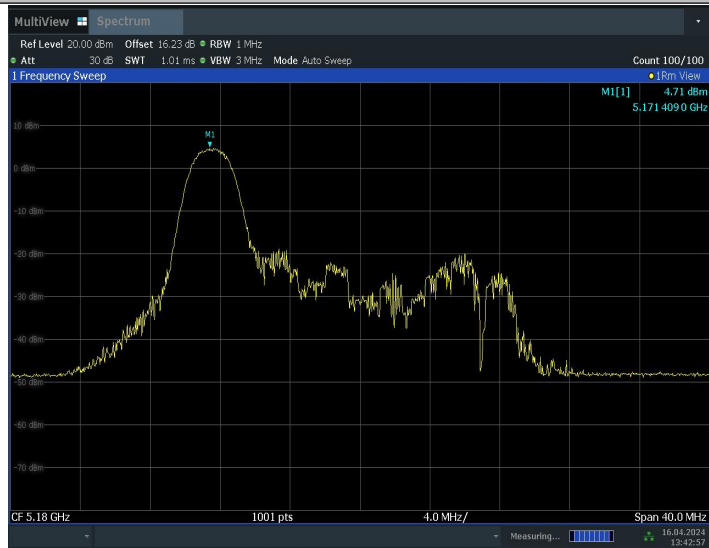 MultiView Spectrum
Ref Level 20.00 dBm Offset 16.23 dB RBW 1 MHz
Att 30 dB SWT 1.01 ms VBW 3 MHz Mode Auto Sweep Count 100/100
1 Frequency Sweep 1Rm View
M1[1] 4.71 dBm
5.171 409 0 GHz
10 dBm
M1
0 dBm
-10 dBm
-20 dBm
-30 dBm
-40 dBm
-50 dBm
-60 dBm
-70 dBm
CF 5.18 GHz 1001 pts 4.0 MHz/ Span 40.0 MHz
Measuring... 16.04.2024
13:42:57